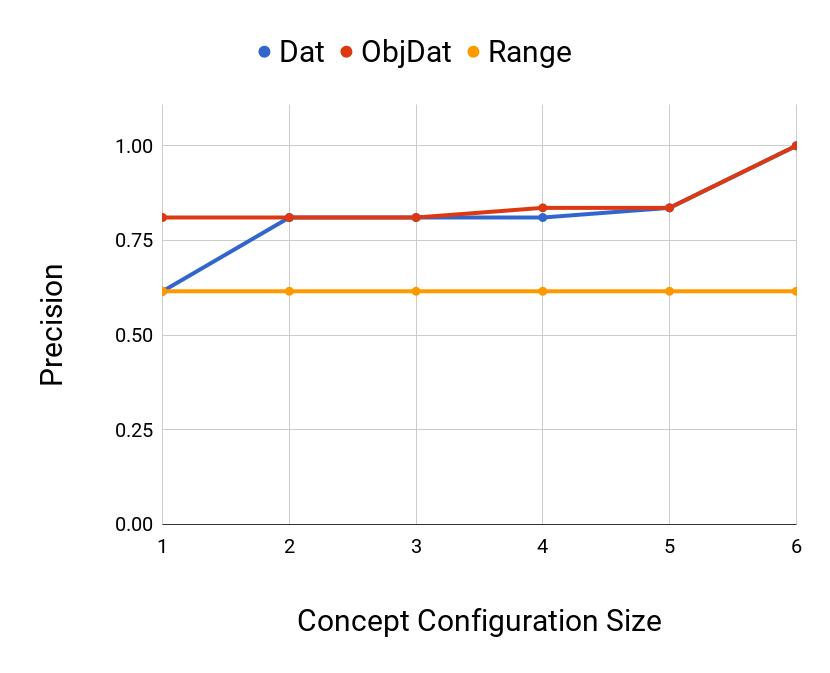 Dat ObjDat Range
1.00
0.75
0.50
0.25
0.00
Precision
1 2 3 4 5 6
Concept Configuration Size